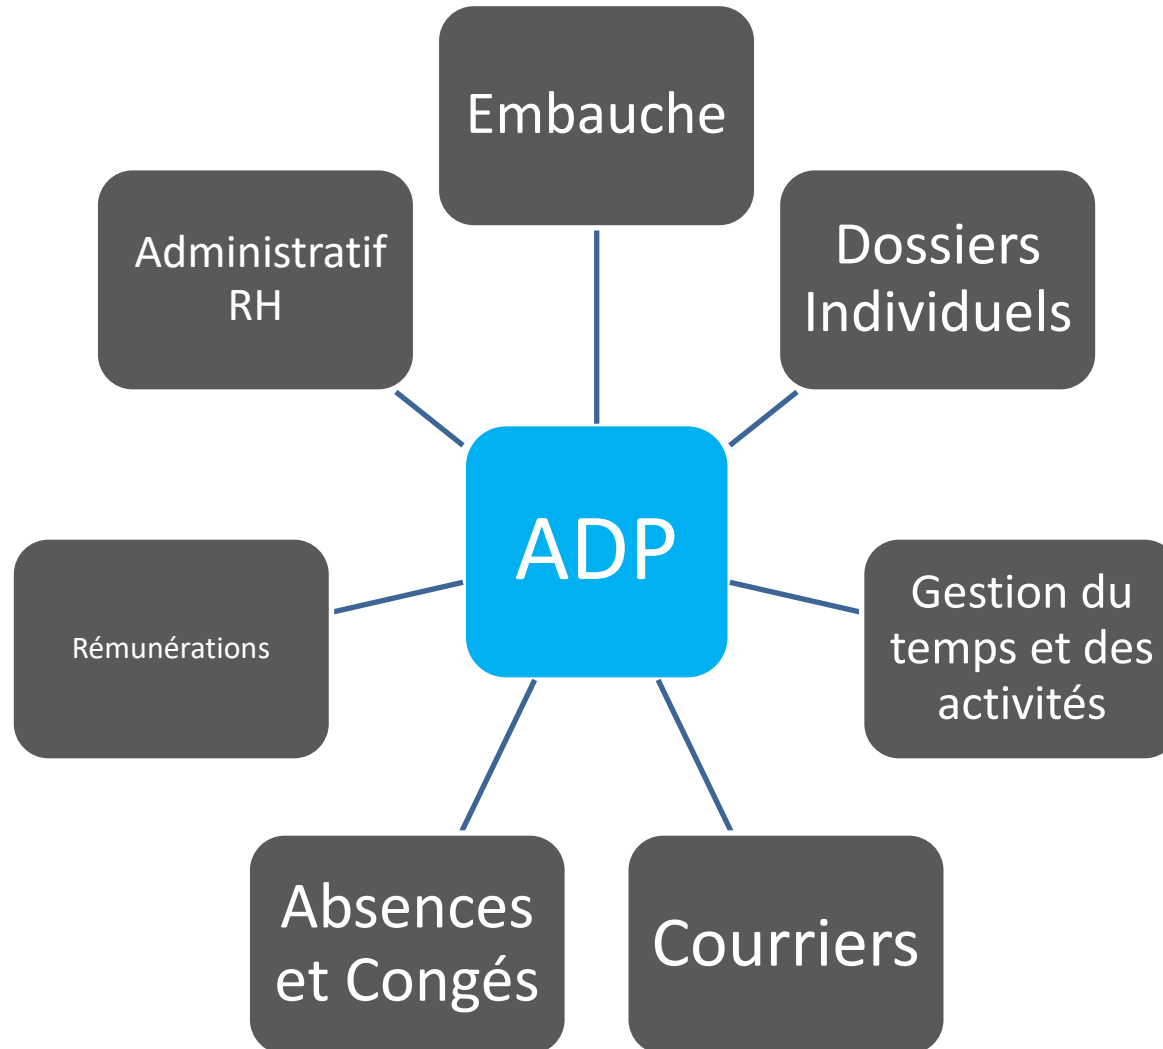 Embauche
Administratif
RH
Dossiers
Individuels
ADP
Rémunérations
Gestion du
temps et des
activités
Absences
et Congés
Courriers